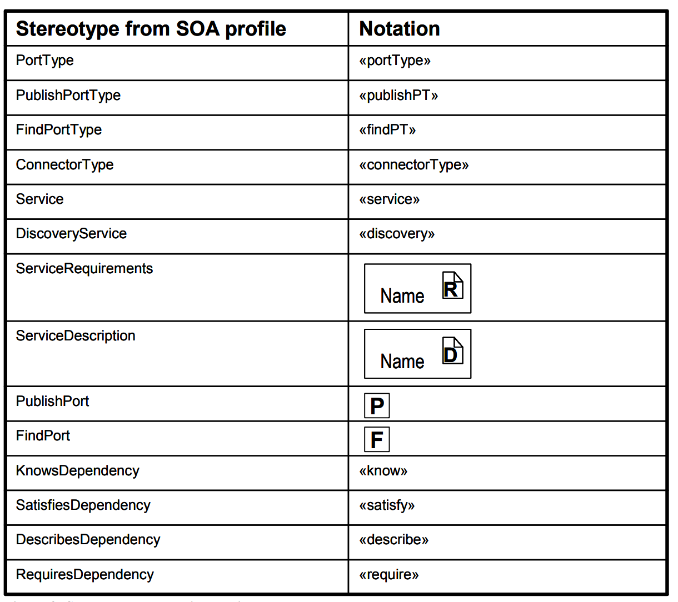 Stereotype from SOA profile Notation
PortType «portType»
PublishPortType «publishPT»
FindPortType «findPT»
ConnectorType «connectorType»
Service «service»
DiscoveryService «discovery»
ServiceRequirements
Name R
ServiceDescription
Name D
PublishPort P
FindPort F
KnowsDependency «know»
SatisfiesDependency «satisfy»
DescribesDependency «describe»
RequiresDependency «require»